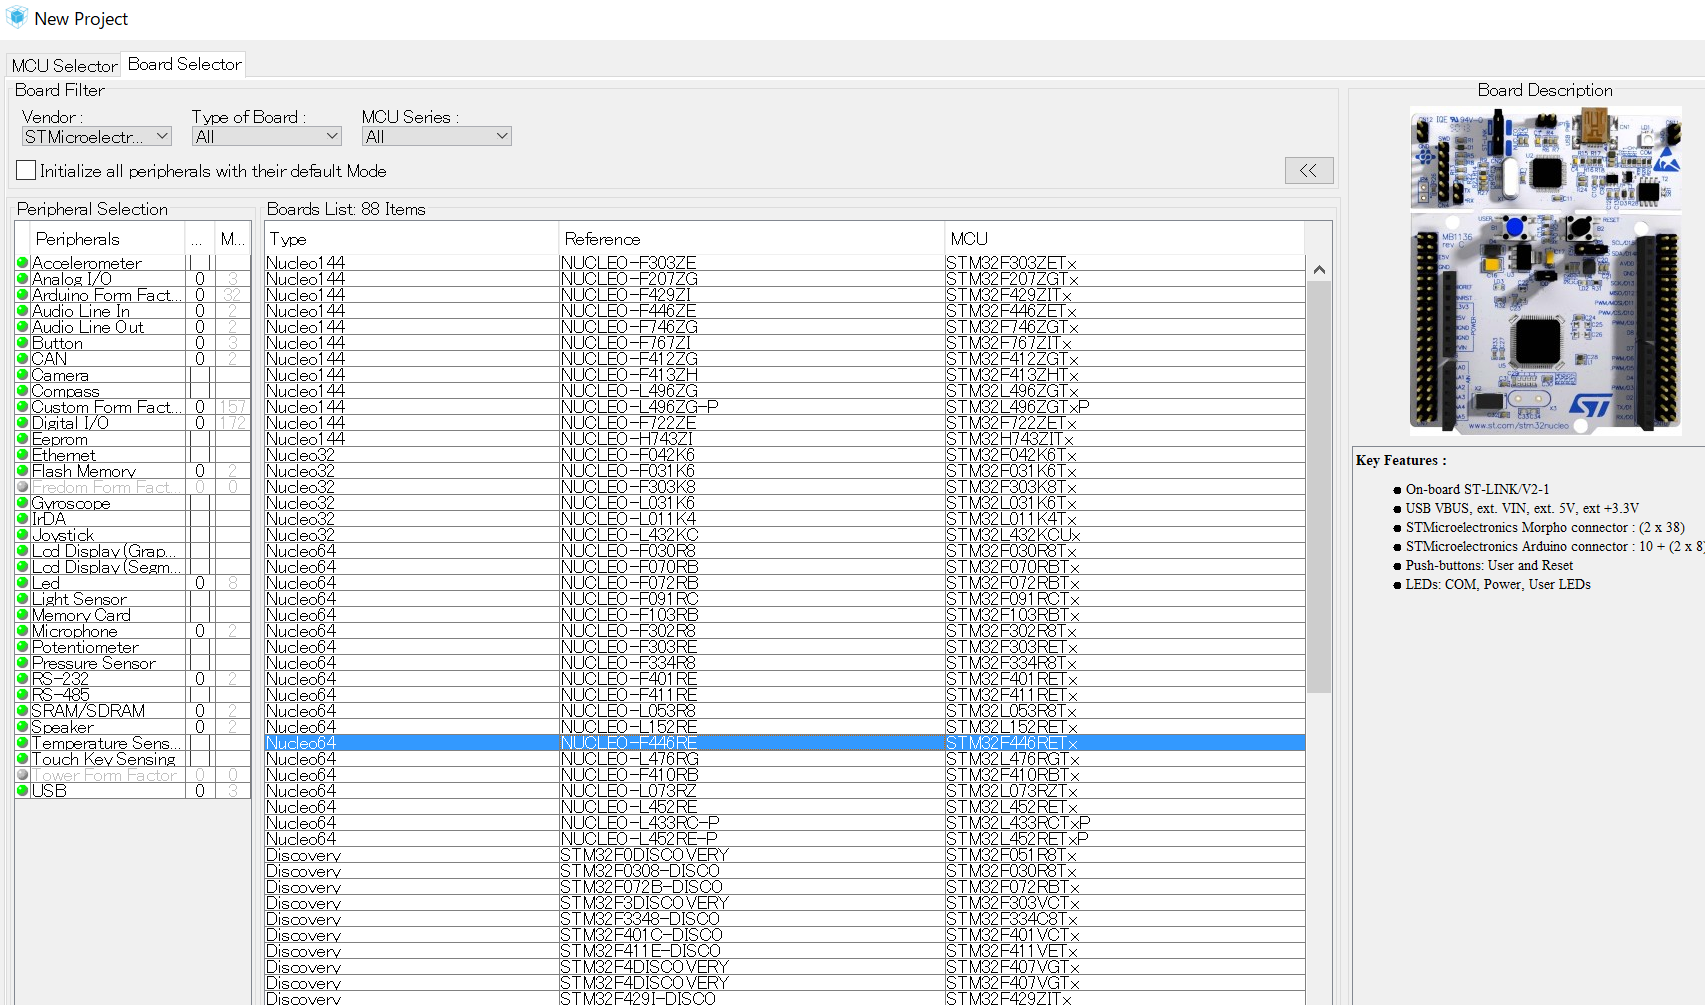 New Project
MCU Selector
Board Selector
Board Filter
Vendor :
Type of Board :
MCU Series :
STMicroelectr...
All
All
Initialize all peripherals with their default Mode
<<
Peripheral Selection
Peripherals ... M...
Accelerometer
Analog I/O 0 3
Arduino Form Fact... 0 32
Audio Line In 0 2
Audio Line Out 0 2
Button 0 3
CAN 0 2
Camera
Compass
Custom Form Fact... 0 157
Digital I/O 0 172
Eeprom
Ethernet
Flash Memory 0 2
Fredom Form Fact... 0 0
Gyroscope
IrDA
Joystick
Lcd Display (Grap...
Lcd Display (Segm...
Led 0 8
Light Sensor
Memory Card
Microphone 0 2
Potentiometer
Pressure Sensor
RS-232 0 2
RS-485
SRAM/SDRAM 0 2
Speaker 0 2
Temperature Sens...
Touch Key Sensing
Tower Form Factor 0 0
USB 0 3
Boards List: 88 Items
Type Reference MCU
Nucleo144 NUCLEO-F303ZE STM32F303ZETx
Nucleo144 NUCLEO-F207ZG STM32F207ZGTx
Nucleo144 NUCLEO-F429ZI STM32F429ZITx
Nucleo144 NUCLEO-F446ZE STM32F446ZETx
Nucleo144 NUCLEO-F746ZG STM32F746ZGTx
Nucleo144 NUCLEO-F767ZI STM32F767ZITx
Nucleo144 NUCLEO-F412ZG STM32F412ZGTx
Nucleo144 NUCLEO-F413ZH STM32F413ZHTx
Nucleo144 NUCLEO-L496ZG STM32L496ZGTx
Nucleo144 NUCLEO-L496ZG-P STM32L496ZGTxP
Nucleo144 NUCLEO-F722ZE STM32F722ZETx
Nucleo144 NUCLEO-H743ZI STM32H743ZITx
Nucleo32 NUCLEO-F042K6 STM32F042K6Tx
Nucleo32 NUCLEO-F031K6 STM32F031K6Tx
Nucleo32 NUCLEO-F303K8 STM32F303K8Tx
Nucleo32 NUCLEO-L031K6 STM32L031K6Tx
Nucleo32 NUCLEO-L011K4 STM32L011K4Tx
Nucleo32 NUCLEO-L432KC STM32L432KCUx
Nucleo64 NUCLEO-F030R8 STM32F030R8Tx
Nucleo64 NUCLEO-F070RB STM32F070RBTx
Nucleo64 NUCLEO-F072RB STM32F072RBTx
Nucleo64 NUCLEO-F091RC STM32F091RCTx
Nucleo64 NUCLEO-F103RB STM32F103RBTx
Nucleo64 NUCLEO-F302R8 STM32F302R8Tx
Nucleo64 NUCLEO-F303RE STM32F303RETx
Nucleo64 NUCLEO-F334R8 STM32F334R8Tx
Nucleo64 NUCLEO-F401RE STM32F401RETx
Nucleo64 NUCLEO-F411RE STM32F411RETx
Nucleo64 NUCLEO-L053R8 STM32L053R8Tx
Nucleo64 NUCLEO-L152RE STM32L152RETx
Nucleo64 NUCLEO-F446RE STM32F446RETx
Nucleo64 NUCLEO-L476RG STM32L476RGTx
Nucleo64 NUCLEO-F410RB STM32F410RBTx
Nucleo64 NUCLEO-L073RZ STM32L073RZTx
Nucleo64 NUCLEO-L452RE STM32L452RETx
Nucleo64 NUCLEO-L433RC-P STM32L433RCTxP
Nucleo64 NUCLEO-L452RE-P STM32L452RETxP
Discovery STM32F0DISCOVERY STM32F051R8Tx
Discovery STM32F0308-DISCO STM32F030R8Tx
Discovery STM32F072B-DISCO STM32F072RBTx
Discovery STM32F3DISCOVERY STM32F303VCTx
Discovery STM32F3348-DISCO STM32F334C8Tx
Discovery STM32F401C-DISCO STM32F401VCTx
Discovery STM32F411E-DISCO STM32F411VETx
Discovery STM32F4DISCOVERY STM32F407VGTx
Discovery STM32F4DISCOVERY STM32F407VGTx
Discovery STM32F429I-DISCO STM32F429ZITx
Board Description
USER
RESET
MB1136
rev C
ST
www.st.com/stm32nucleo
Key Features :
On-board ST-LINK/V2-1
USB VBUS, ext. VIN, ext. 5V, ext +3.3V
STMicroelectronics Morpho connector : (2 x 38)
STMicroelectronics Arduino connector : 10 + (2 x 8)
Push-buttons: User and Reset
LEDs: COM, Power, User LEDs